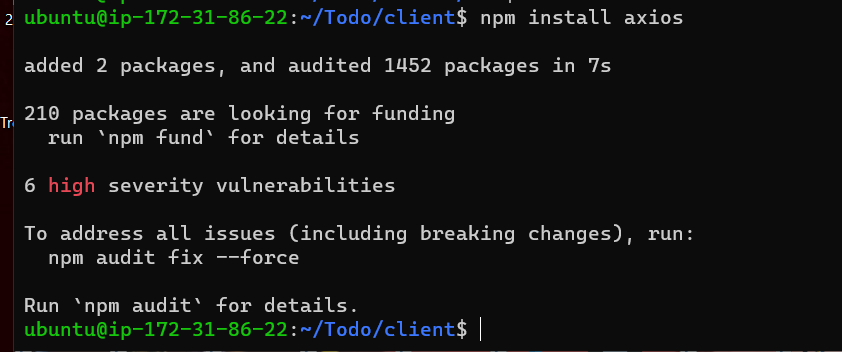 2
ubuntu@ip-172-31-86-22:~/Todo/client$ npm install axios
added 2 packages, and audited 1452 packages in 7s
210 packages are looking for funding
Tre
run `npm fund` for details
6 high severity vulnerabilities
To address all issues (including breaking changes), run:
npm audit fix --force
Run `npm audit` for details.
ubuntu@ip-172-31-86-22:~/Todo/client$